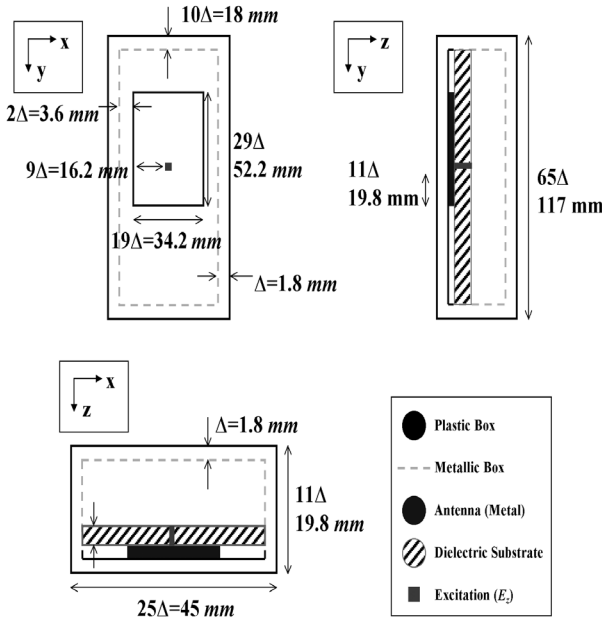 10Δ=18 mm
x
y
z
y
2Δ=3.6 mm
29Δ
52.2 mm
9Δ=16.2 mm
11Δ
19.8 mm
65Δ
117 mm
19Δ=34.2 mm
Δ=1.8 mm
x
z
Δ=1.8 mm
11Δ
19.8 mm
25Δ=45 mm
Plastic Box
Metallic Box
Antenna (Metal)
Dielectric Substrate
Excitation (Ez)